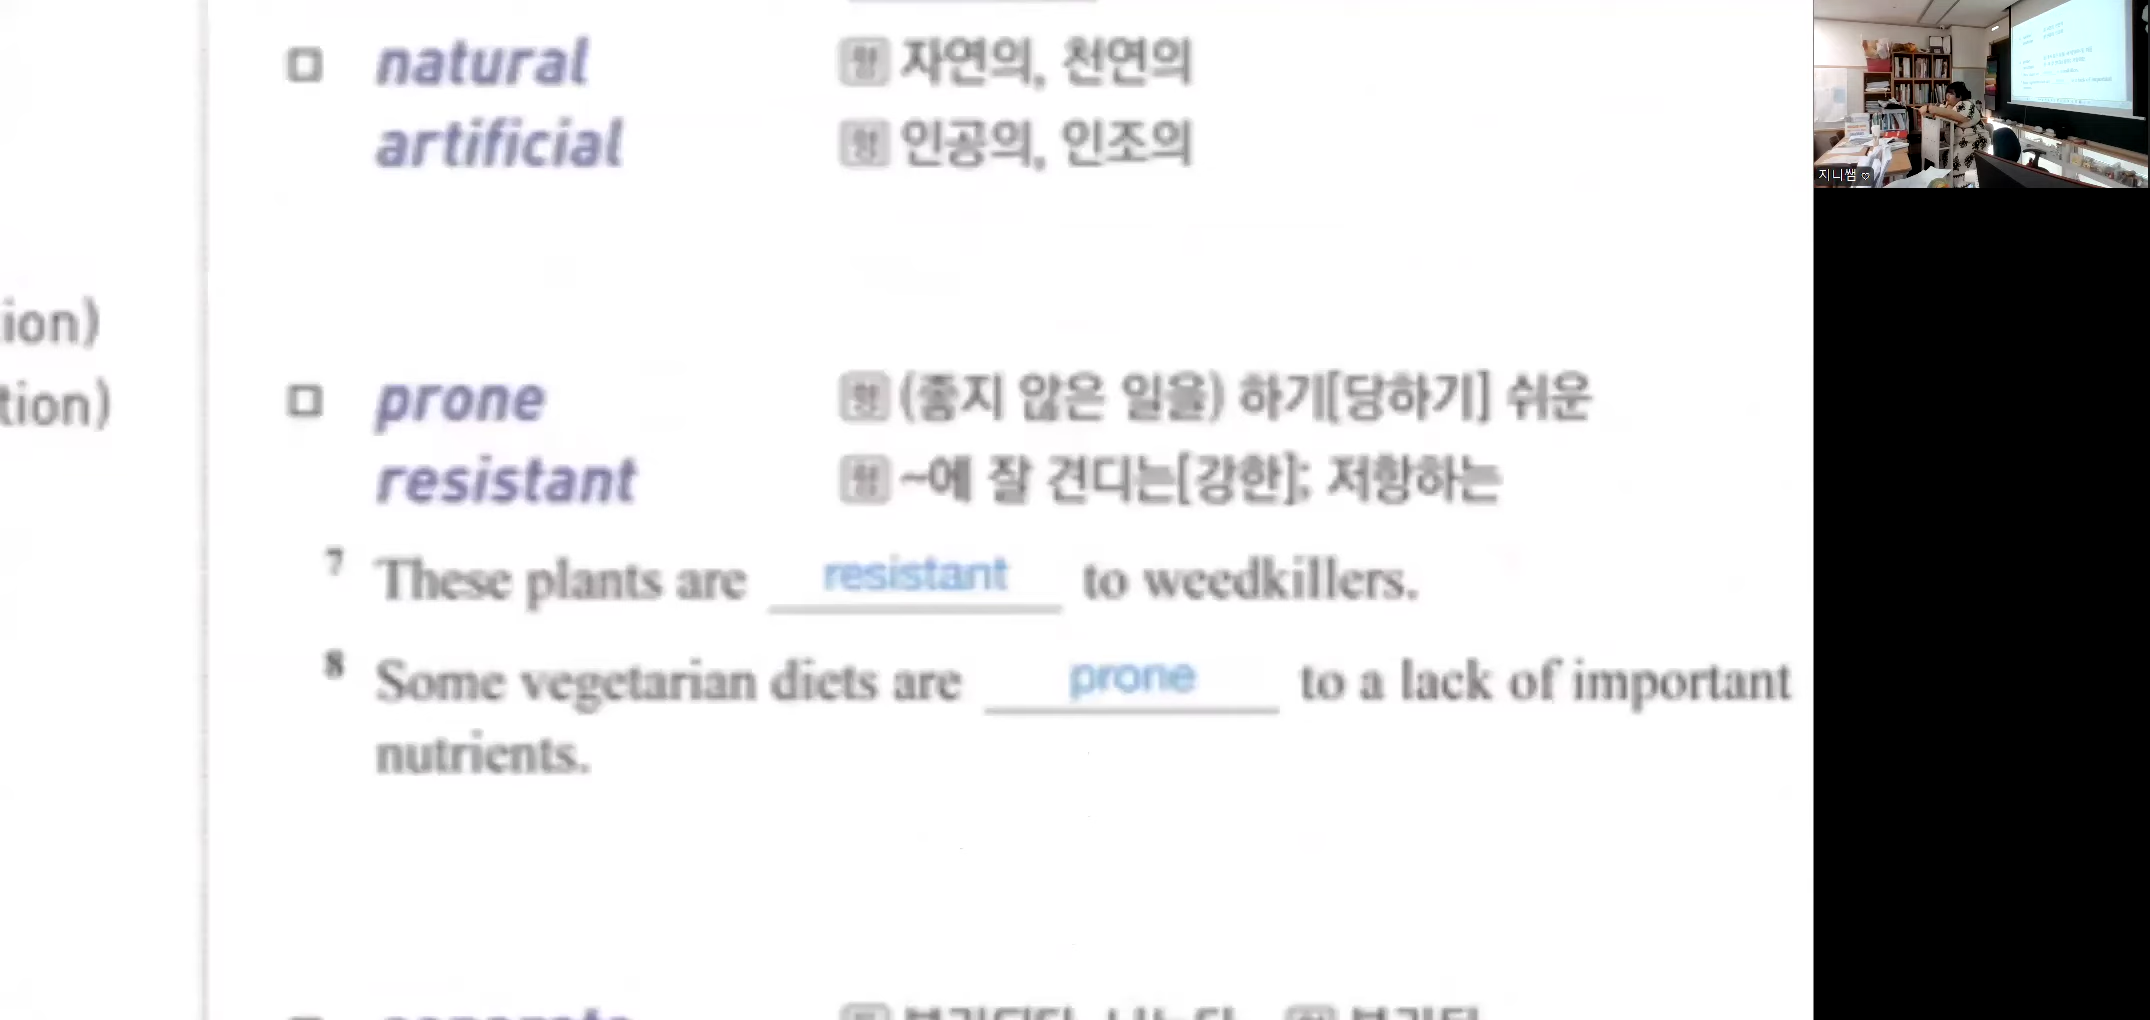 natural 형 자연의, 천연의
artificial 형 인공의, 인조의
ion)
tion)
prone 형 (좋지 않은 일을) 하기[당하기] 쉬운
resistant 형 ~에 잘 견디는[강한]; 저항하는
7 These plants are resistant to weedkillers.
8 Some vegetarian diets are prone to a lack of important
nutrients.
지니쌤 ♡